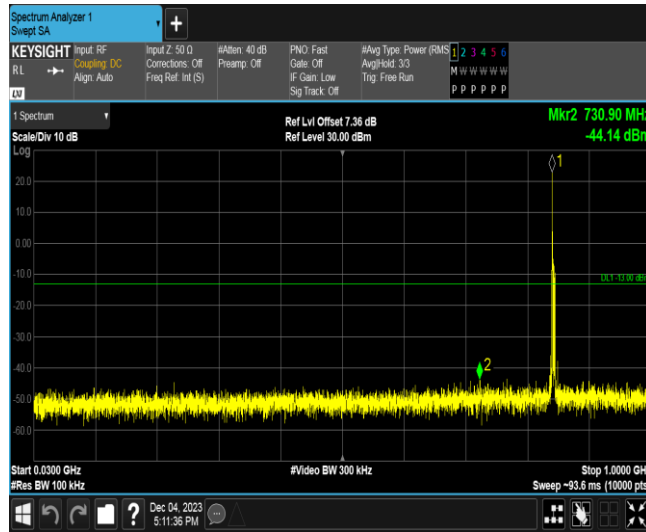 Spectrum Analyzer 1
Swept SA
KEYSIGHT
RL
LXI
Input: RF
Coupling: DC
Align: Auto
Input Z: 50 Ω
Corrections: Off
Freq Ref: Int (S)
#Atten: 40 dB
Preamp: Off
PNO: Fast
Gate: Off
IF Gain: Low
Sig Track: Off
#Avg Type: Power (RMS
Avg|Hold: 3/3
Trig: Free Run
1 2 3 4 5 6
M W W W W W
P P P P P P
1 Spectrum
Scale/Div 10 dB
Ref Lvl Offset 7.36 dB
Ref Level 30.00 dBm
Mkr2 730.90 MHz
-44.14 dBm
Log
1
20.0
0.00
-10.0
DL1 -13.00 dBm
-20.0
-30.0
-40.0
2
-50.0
-60.0
Start 0.0300 GHz
#Res BW 100 kHz
#Video BW 300 kHz
Stop 1.0000 GH
Sweep ~93.6 ms (10000 pts
?
Dec 04, 2023
5:11:36 PM